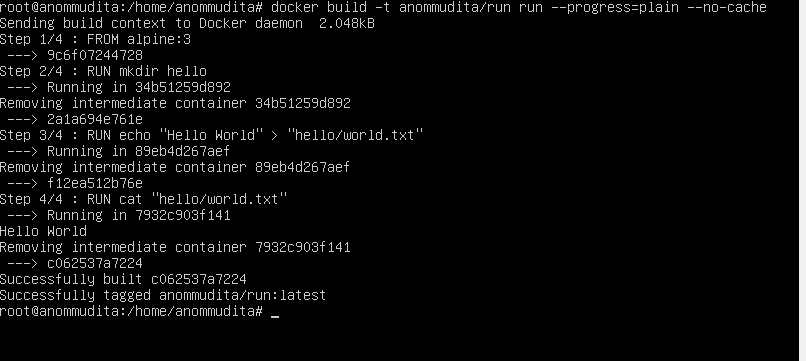 root@anommudita:/home/anommudita# docker build -t anommudita/run run --progress=plain --no-cache
Sending build context to Docker daemon  2.048kB
Step 1/4 : FROM alpine:3
 ---> 9c6f07244728
Step 2/4 : RUN mkdir hello
 ---> Running in 34b51259d892
Removing intermediate container 34b51259d892
 ---> 2a1a694e761e
Step 3/4 : RUN echo "Hello World" > "hello/world.txt"
 ---> Running in 89eb4d267aef
Removing intermediate container 89eb4d267aef
 ---> f12ea512b76e
Step 4/4 : RUN cat "hello/world.txt"
 ---> Running in 7932c903f141
Hello World
Removing intermediate container 7932c903f141
 ---> c062537a7224
Successfully built c062537a7224
Successfully tagged anommudita/run:latest
root@anommudita:/home/anommudita# _